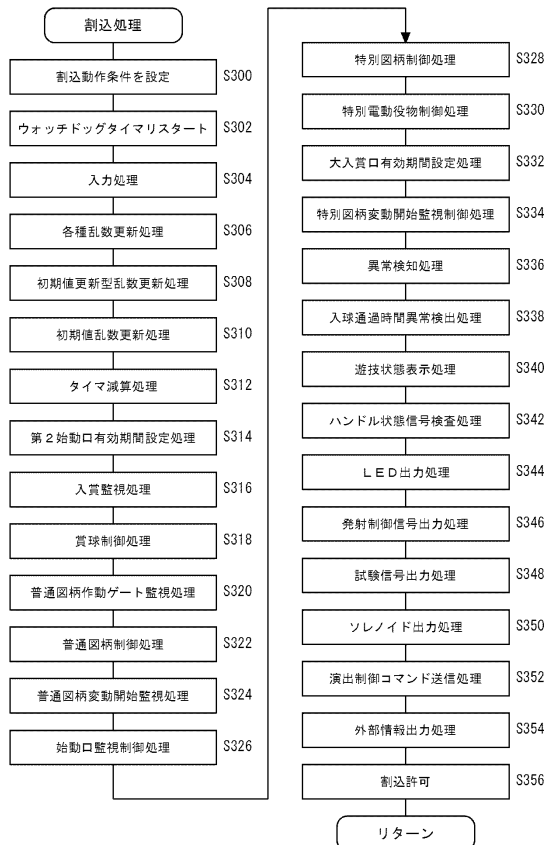 割込処理
割込動作条件を設定 S300
ウォッチドッグタイマリスタート S302
入力処理 S304
各種乱数更新処理 S306
初期値更新型乱数更新処理 S308
初期値乱数更新処理 S310
タイマ減算処理 S312
第2始動口有効期間設定処理 S314
入賞監視処理 S316
賞球制御処理 S318
普通図柄作動ゲート監視処理 S320
普通図柄制御処理 S322
普通図柄変動開始監視処理 S324
始動口監視制御処理 S326
特別図柄制御処理 S328
特別電動役物制御処理 S330
大入賞口有効期間設定処理 S332
特別図柄変動開始監視制御処理 S334
異常検知処理 S336
入球通過時間異常検出処理 S338
遊技状態表示処理 S340
ハンドル状態信号検査処理 S342
LED出力処理 S344
発射制御信号出力処理 S346
試験信号出力処理 S348
ソレノイド出力処理 S350
演出制御コマンド送信処理 S352
外部情報出力処理 S354
割込許可 S356
リターン